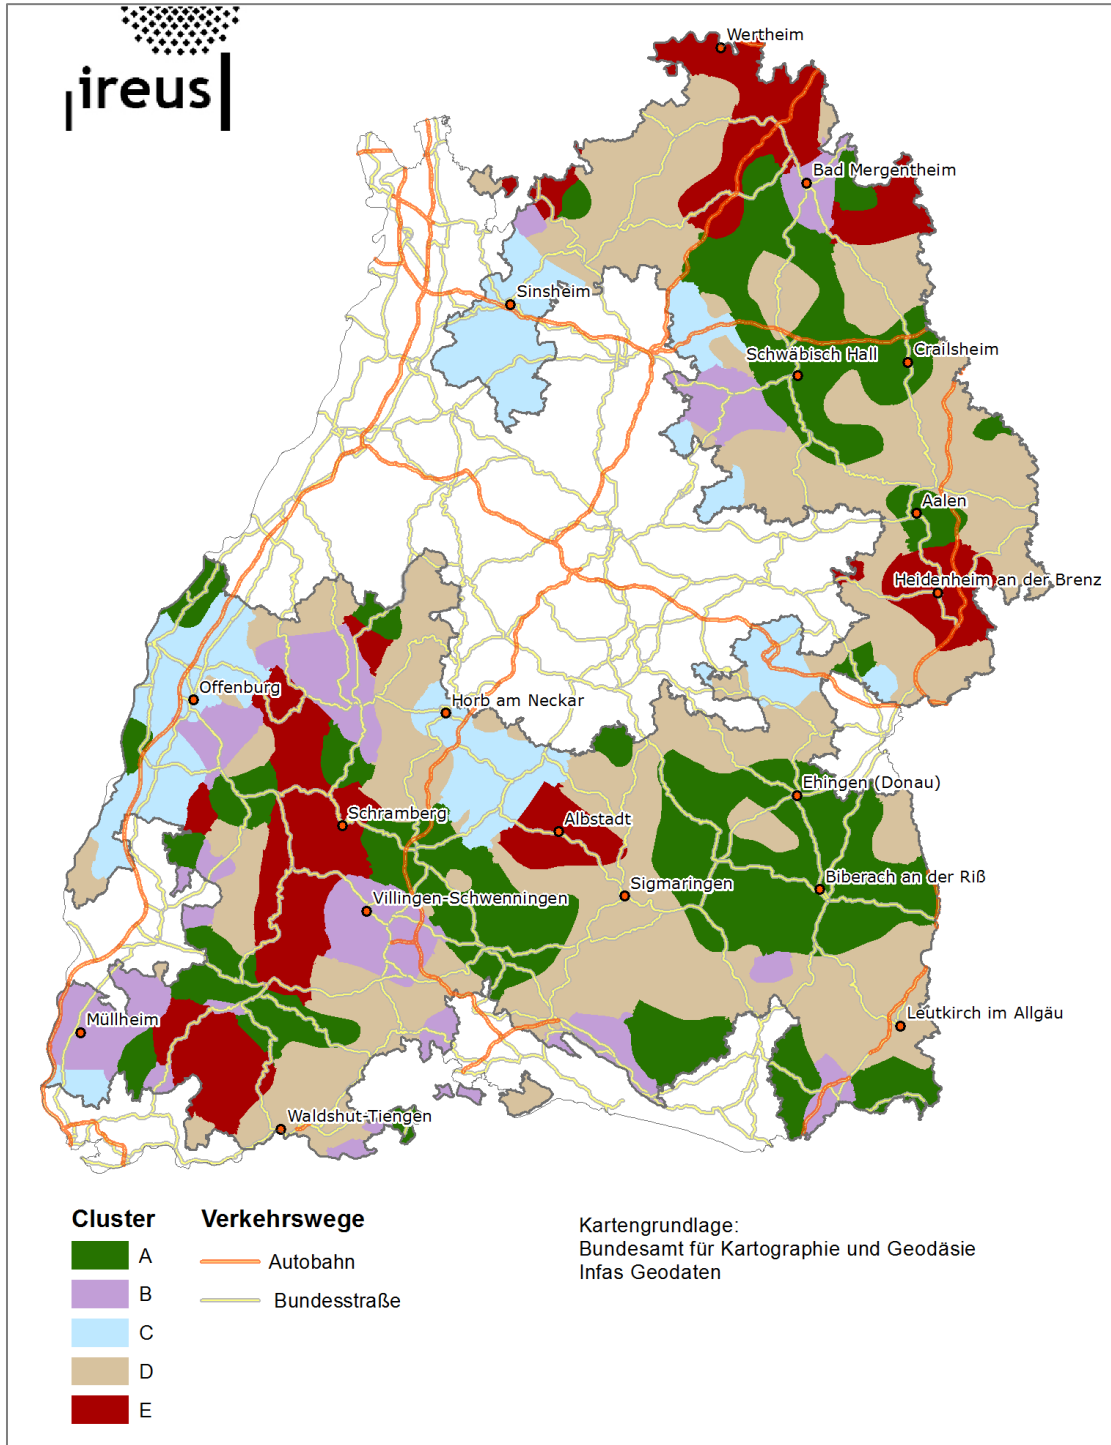 ireus
Wertheim
Bad Mergentheim
Sinsheim
Schwäbisch Hall
Crailsheim
Aalen
Heidenheim an der Brenz
Offenburg
Horb am Neckar
Ehingen (Donau)
Schramberg
Albstadt
Biberach an der Riß
Sigmaringen
Villingen-Schwenningen
Leutkirch im Allgäu
Müllheim
Waldshut-Tiengen
Cluster
A
B
C
D
E
Verkehrswege
Autobahn
Bundesstraße
Kartengrundlage:
Bundesamt für Kartographie und Geodäsie
Infas Geodaten